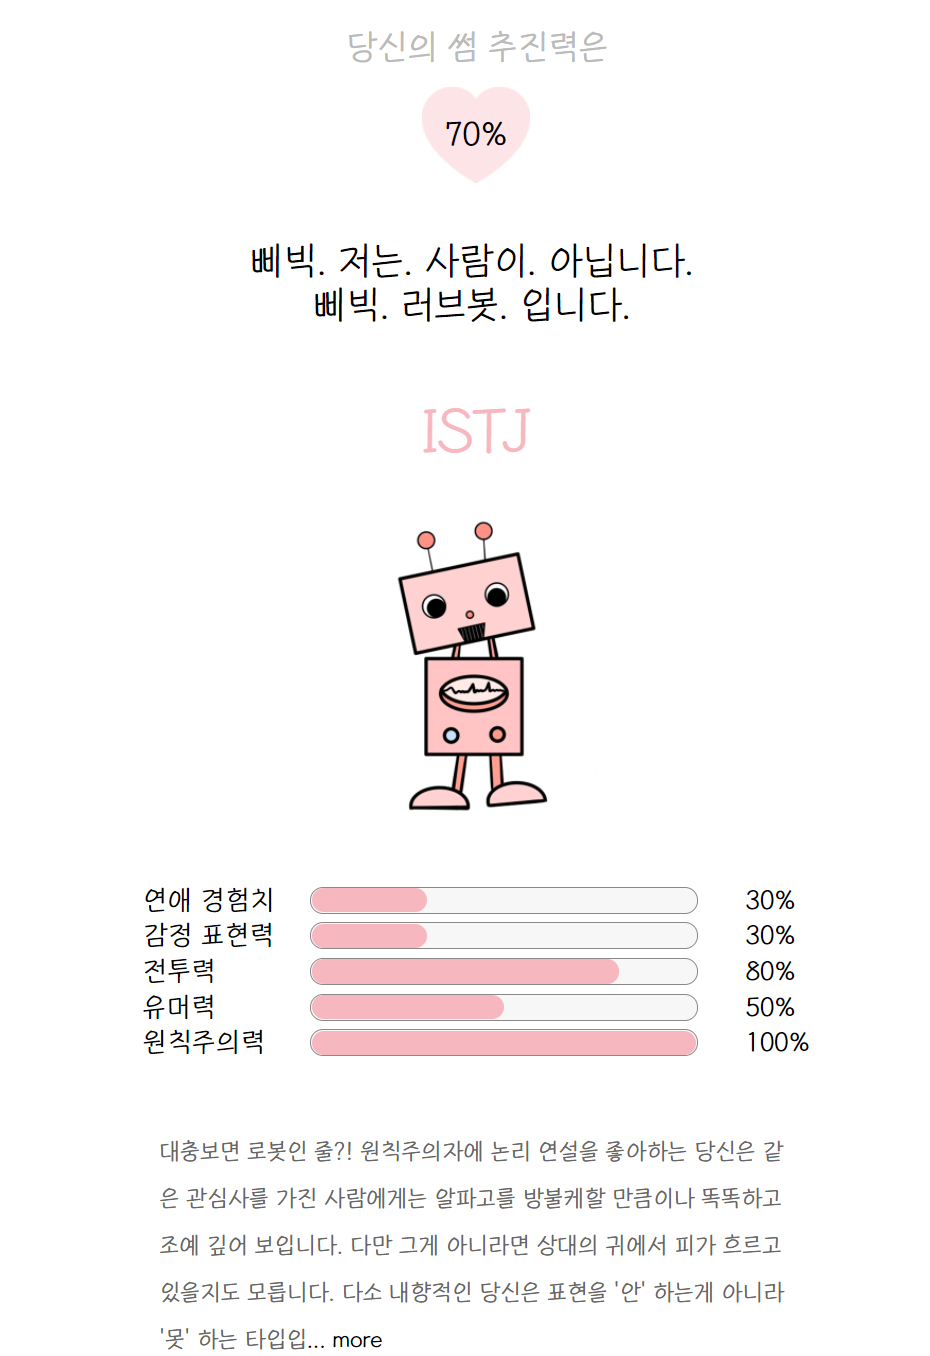 당신의 썸 추진력은
70%
삐빅. 저는. 사람이. 아닙니다.
삐빅. 러브봇. 입니다.
ISTJ
연애 경험치 30%
감정 표현력 30%
전투력 80%
유머력 50%
원칙주의력 100%
대충보면 로봇인 줄?! 원칙주의자에 논리 연설을 좋아하는 당신은 같
은 관심사를 가진 사람에게는 알파고를 방불케할 만큼이나 똑똑하고
조예 깊어 보입니다. 다만 그게 아니라면 상대의 귀에서 피가 흐르고
있을지도 모릅니다. 다소 내향적인 당신은 표현을 '안' 하는게 아니라
'못' 하는 타입입... more